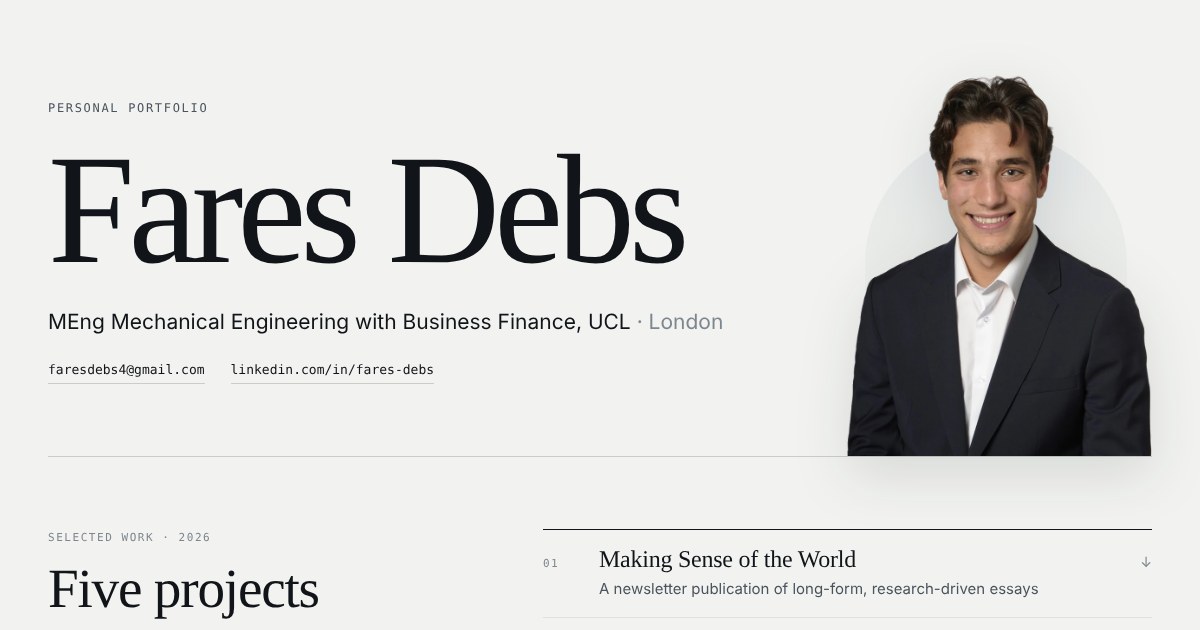 PERSONAL PORTFOLIO
Fares Debs
MEng Mechanical Engineering with Business Finance, UCL · London
faresdebs4@gmail.com linkedin.com/in/fares-debs
SELECTED WORK · 2026
Five projects
01 Making Sense of the World ↓
A newsletter publication of long-form, research-driven essays